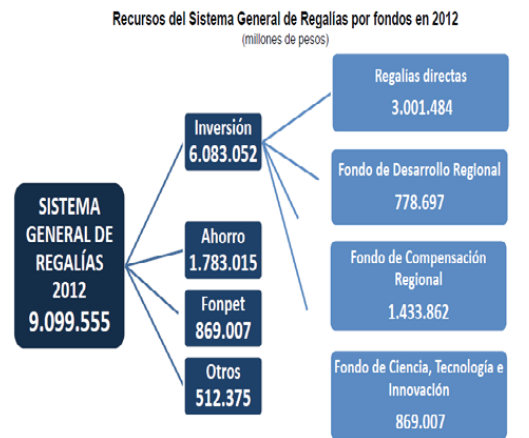 Recursos del Sistema General de Regalías por fondos en 2012
(millones de pesos)
SISTEMA
GENERAL DE
REGALÍAS
2012
9.099.555
Inversión
6.083.052
Ahorro
1.783.015
Fonpet
869.007
Otros
512.375
Regalías directas
3.001.484
Fondo de Desarrollo Regional
778.697
Fondo de Compensación
Regional
1.433.862
Fondo de Ciencia, Tecnología e
Innovación
869.007